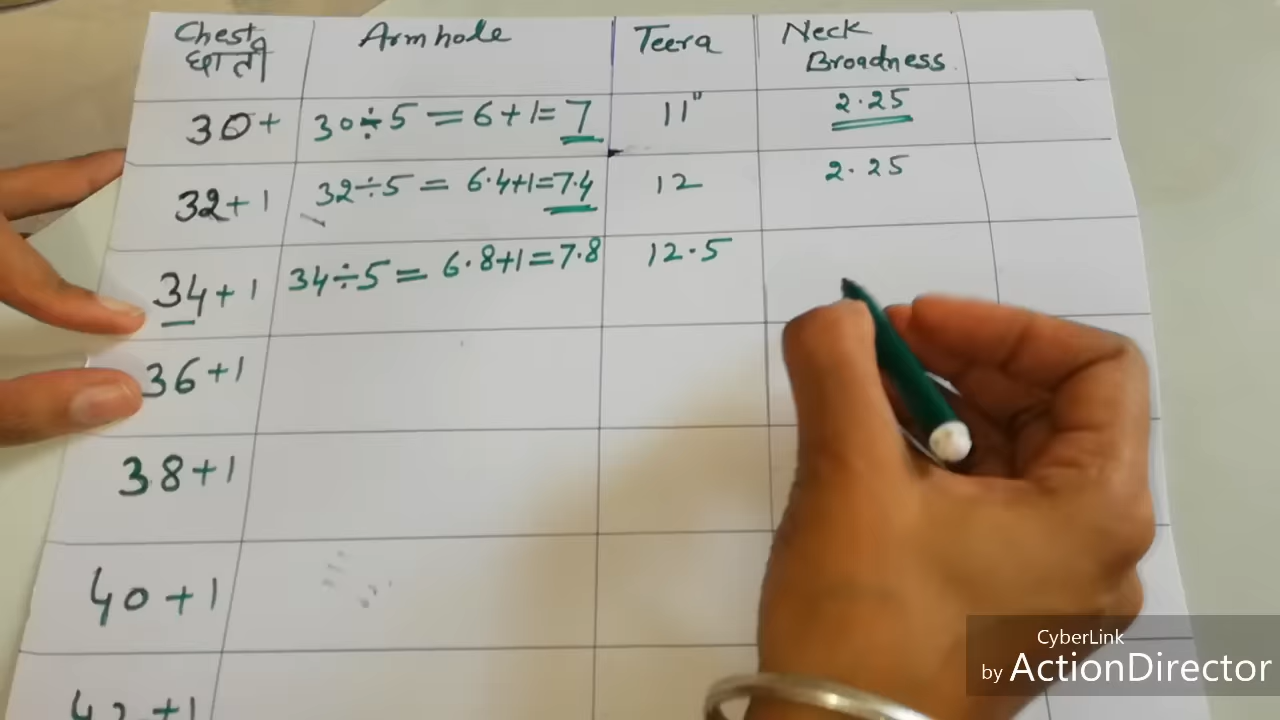 Chest Armhole Teera Neck
छाती Broadness
30+ 30÷5 = 6+1= 7 11" 2.25
32+1 32÷5 = 6.4+1=7.4 12 2.25
34+1 34÷5 = 6.8+1=7.8 12.5
36+1
38+1
40+1
42+1
CyberLink
by ActionDirector